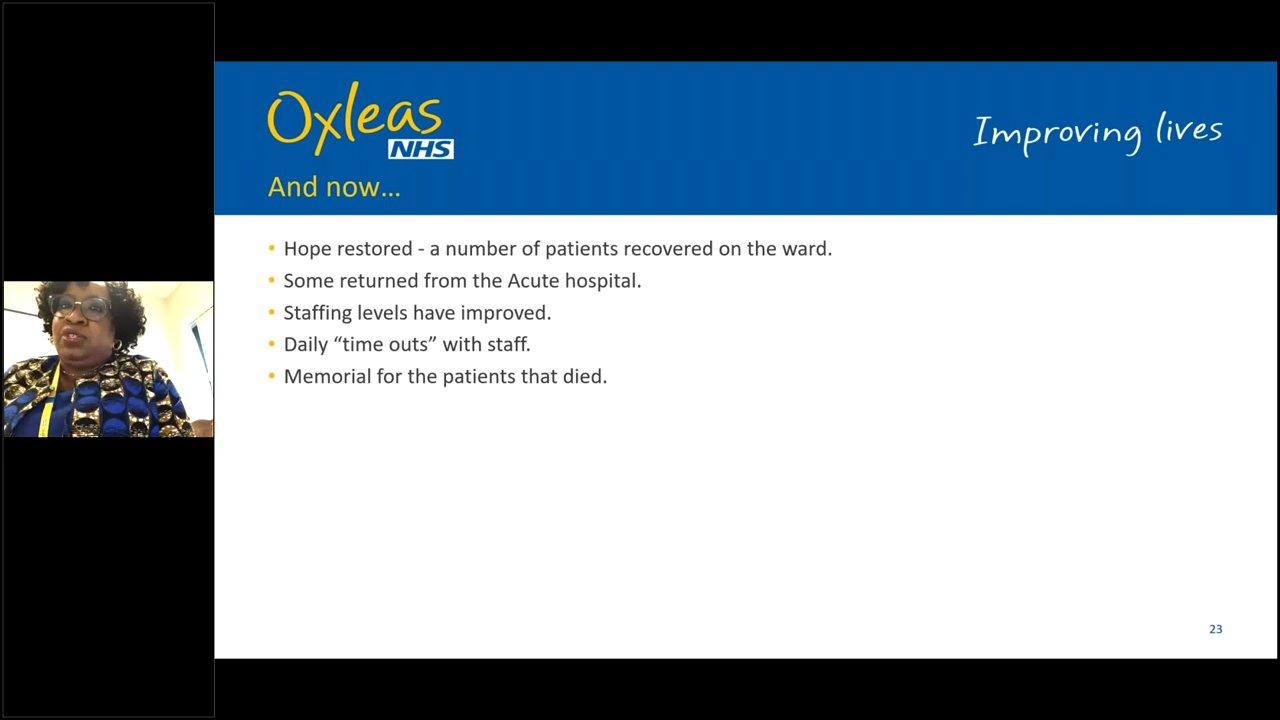 Oxleas
NHS
Improving lives
And now...
• Hope restored - a number of patients recovered on the ward.
• Some returned from the Acute hospital.
• Staffing levels have improved.
• Daily “time outs” with staff.
• Memorial for the patients that died.
23